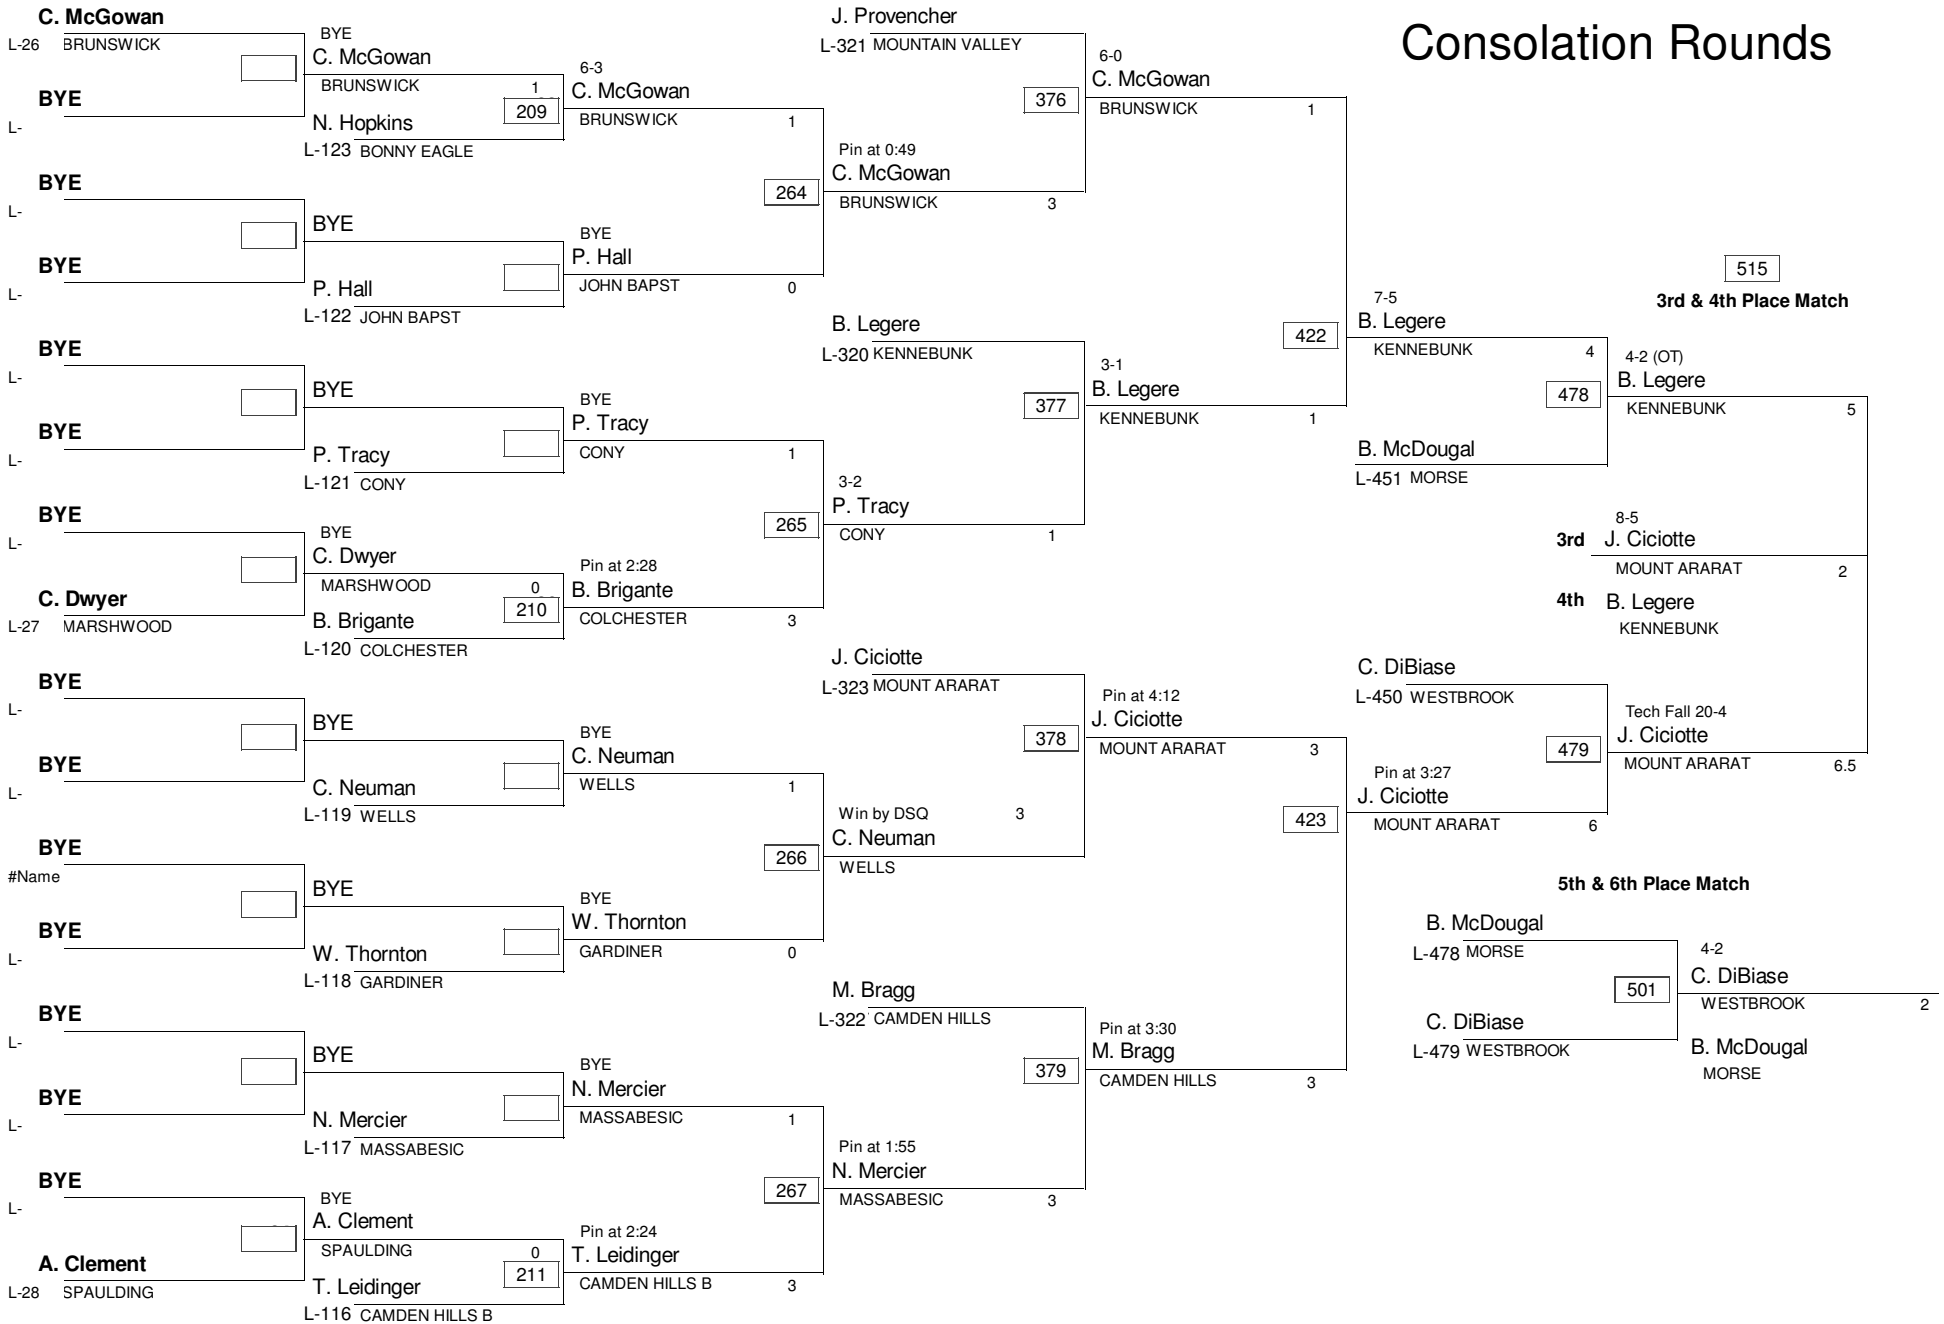 Consolation Rounds
C. McGowan
L-26 BRUNSWICK
BYE
L-
BYE
L-
BYE
L-
BYE
L-
BYE
L-
BYE
L-
C. Dwyer
L-27 MARSHWOOD
BYE
L-
BYE
L-
BYE
#Name
BYE
L-
BYE
L-
BYE
L-
BYE
L-
A. Clement
L-28 SPAULDING
BYE
C. McGowan
BRUNSWICK 1
209
N. Hopkins
L-123 BONNY EAGLE
BYE
P. Hall
L-122 JOHN BAPST
BYE
P. Tracy
L-121 CONY
BYE
C. Dwyer
MARSHWOOD 0
210
B. Brigante
L-120 COLCHESTER
BYE
C. Neuman
L-119 WELLS
BYE
W. Thornton
L-118 GARDINER
BYE
N. Mercier
L-117 MASSABESIC
BYE
A. Clement
SPAULDING 0
211
T. Leidinger
L-116 CAMDEN HILLS B
6-3
C. McGowan
BRUNSWICK 1
264
BYE
P. Hall
JOHN BAPST 0
BYE
P. Tracy
CONY 1
265
Pin at 2:28
B. Brigante
COLCHESTER 3
BYE
C. Neuman
WELLS 1
266
BYE
W. Thornton
GARDINER 0
BYE
N. Mercier
MASSABESIC 1
267
Pin at 2:24
T. Leidinger
CAMDEN HILLS B 3
J. Provencher
L-321 MOUNTAIN VALLEY
376
Pin at 0:49
C. McGowan
BRUNSWICK 3
B. Legere
L-320 KENNEBUNK
377
3-2
P. Tracy
CONY 1
J. Ciciotte
L-323 MOUNT ARARAT
378
Win by DSQ 3
C. Neuman
WELLS
M. Bragg
L-322 CAMDEN HILLS
379
Pin at 1:55
N. Mercier
MASSABESIC 3
6-0
C. McGowan
BRUNSWICK 1
422
3-1
B. Legere
KENNEBUNK 1
Pin at 4:12
J. Ciciotte
MOUNT ARARAT 3
423
Pin at 3:30
M. Bragg
CAMDEN HILLS 3
7-5
B. Legere
KENNEBUNK 4
478
B. McDougal
L-451 MORSE
C. DiBiase
L-450 WESTBROOK
479
Pin at 3:27
J. Ciciotte
MOUNT ARARAT 6
515
3rd & 4th Place Match
4-2 (OT)
B. Legere
KENNEBUNK 5
8-5
3rd J. Ciciotte
MOUNT ARARAT 2
4th B. Legere
KENNEBUNK
Tech Fall 20-4
J. Ciciotte
MOUNT ARARAT 6.5
5th & 6th Place Match
B. McDougal
L-478 MORSE
501
C. DiBiase
L-479 WESTBROOK
4-2
C. DiBiase
WESTBROOK 2
B. McDougal
MORSE